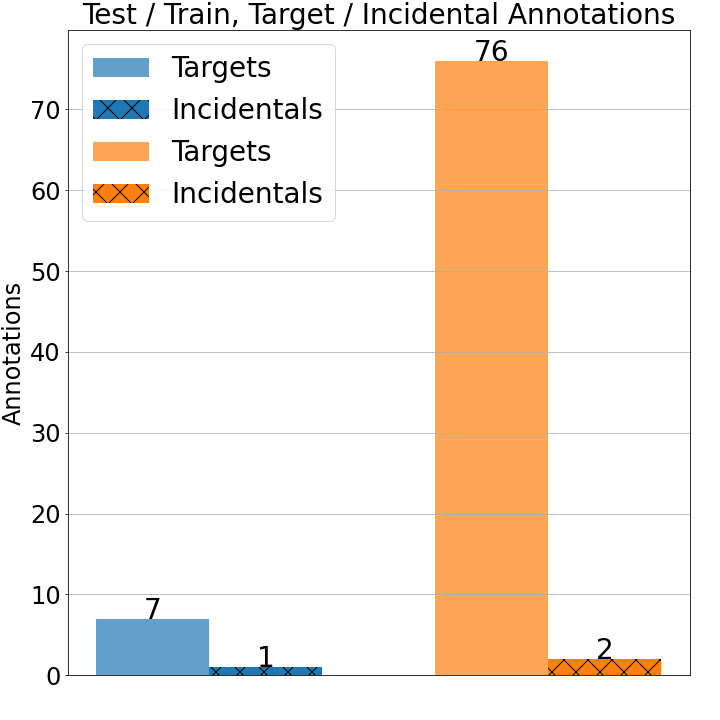 Test / Train, Target / Incidental Annotations
Targets
Incidentals
Targets
Incidentals
Annotations
70
60
50
40
30
20
10
0
7
1
76
2